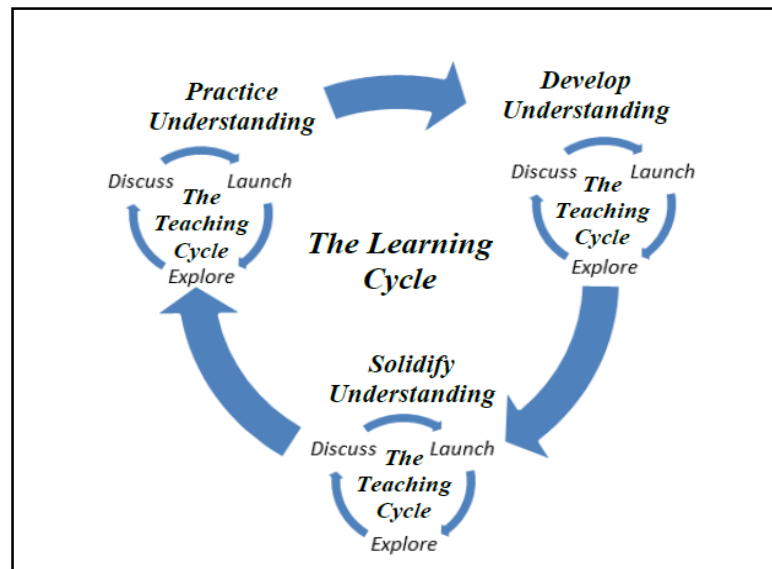 Practice
Understanding
Discuss
Launch
The
Teaching
Cycle
Explore
Develop
Understanding
Discuss
Launch
The
Teaching
Cycle
Explore
The Learning
Cycle
Solidify
Understanding
Discuss
Launch
The
Teaching
Cycle
Explore